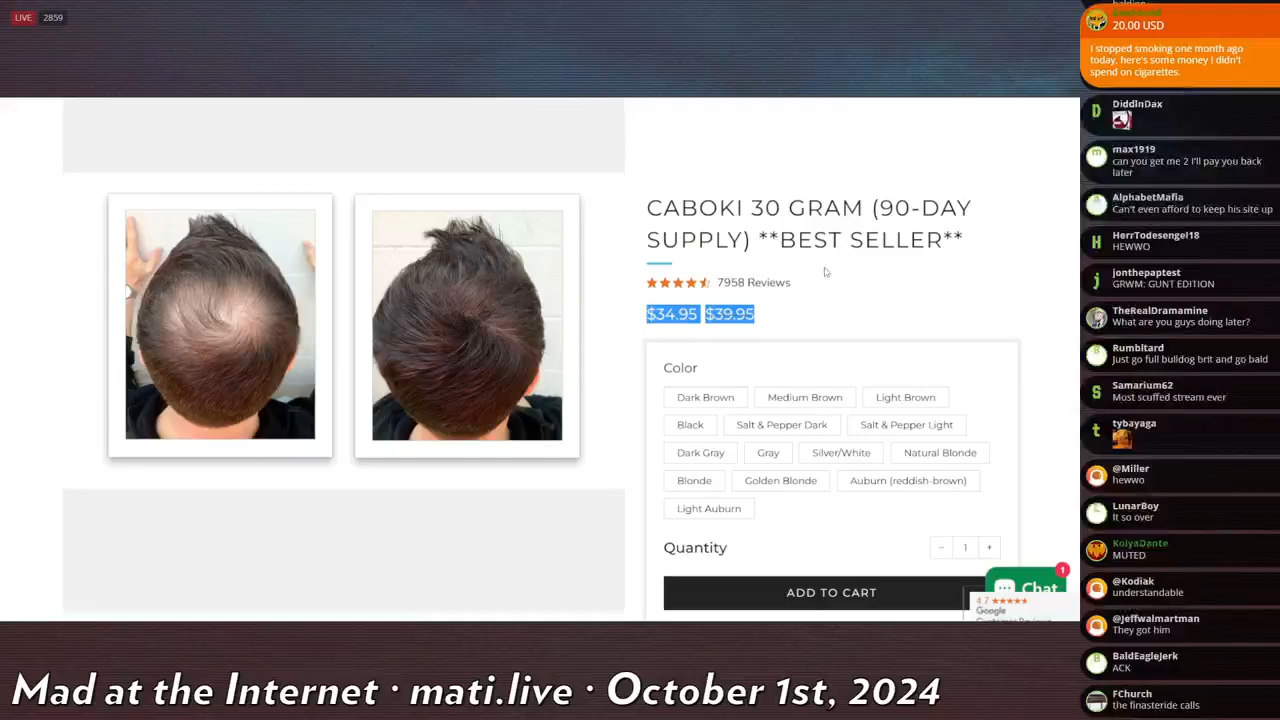 LIVE 2859
CABOKI 30 GRAM (90-DAY
SUPPLY) **BEST SELLER**
7958 Reviews
$34.95 $39.95
Color
Dark Brown
Medium Brown
Light Brown
Black
Salt & Pepper Dark
Salt & Pepper Light
Dark Gray
Gray
Silver/White
Natural Blonde
Blonde
Golden Blonde
Auburn (reddish-brown)
Light Auburn
Quantity
− 1 +
ADD TO CART
1
Chat
4.7 ★★★★★
Google
Mad at the Internet · mati.live · October 1st, 2024
20.00 USD
I stopped smoking one month ago
today, here's some money I didn't
spend on cigarettes.
DiddlnDax
max1919
can you get me 2 I'll pay you back
later
AlphabetMafia
Can't even afford to keep his site up
HerrTodesengel18
HEWWO
jonthepaptest
GRWM: GUNT EDITION
TheRealDramamine
What are you guys doing later?
Rumbltard
Just go full bulldog brit and go bald
Samarium62
Most scuffed stream ever
tybayaga
@Miller
hewwo
LunarBoy
It so over
KolyaDante
MUTED
@Kodiak
understandable
@Jeffwalmartman
They got him
BaldEagleJerk
ACK
FChurch
the finasteride calls